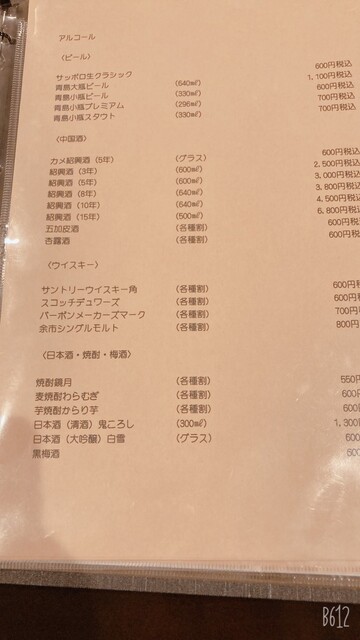 アルコール
〈ビール〉
サッポロ生クラシック 600円税込
青島大瓶ビール (640㎖) 1,100円税込
青島小瓶ビール (330㎖) 600円税込
青島小瓶プレミアム (296㎖) 700円税込
青島小瓶スタウト (330㎖) 700円税込
〈中国酒〉
カメ紹興酒（5年） (グラス) 600円税込
紹興酒（3年） (600㎖) 2,500円税込
紹興酒（5年） (600㎖) 3,000円税込
紹興酒（8年） (640㎖) 3,800円税込
紹興酒（10年） (640㎖) 4,500円税込
紹興酒（15年） (500㎖) 6,800円税込
五加皮酒 (各種割) 600円税込
杏露酒 (各種割) 600円
〈ウイスキー〉
サントリーウイスキー角 (各種割) 600円
スコッチデュワーズ (各種割) 600円
バーボンメーカーズマーク (各種割) 700円
余市シングルモルト (各種割) 800円
〈日本酒・焼酎・梅酒〉
焼酎鏡月 (各種割) 550円
麦焼酎わらむぎ (各種割) 600円
芋焼酎からり芋 (各種割) 600円
日本酒（清酒）鬼ころし (300㎖) 1,300
日本酒（大吟醸）白雪 (グラス) 600
黒梅酒 600
B612